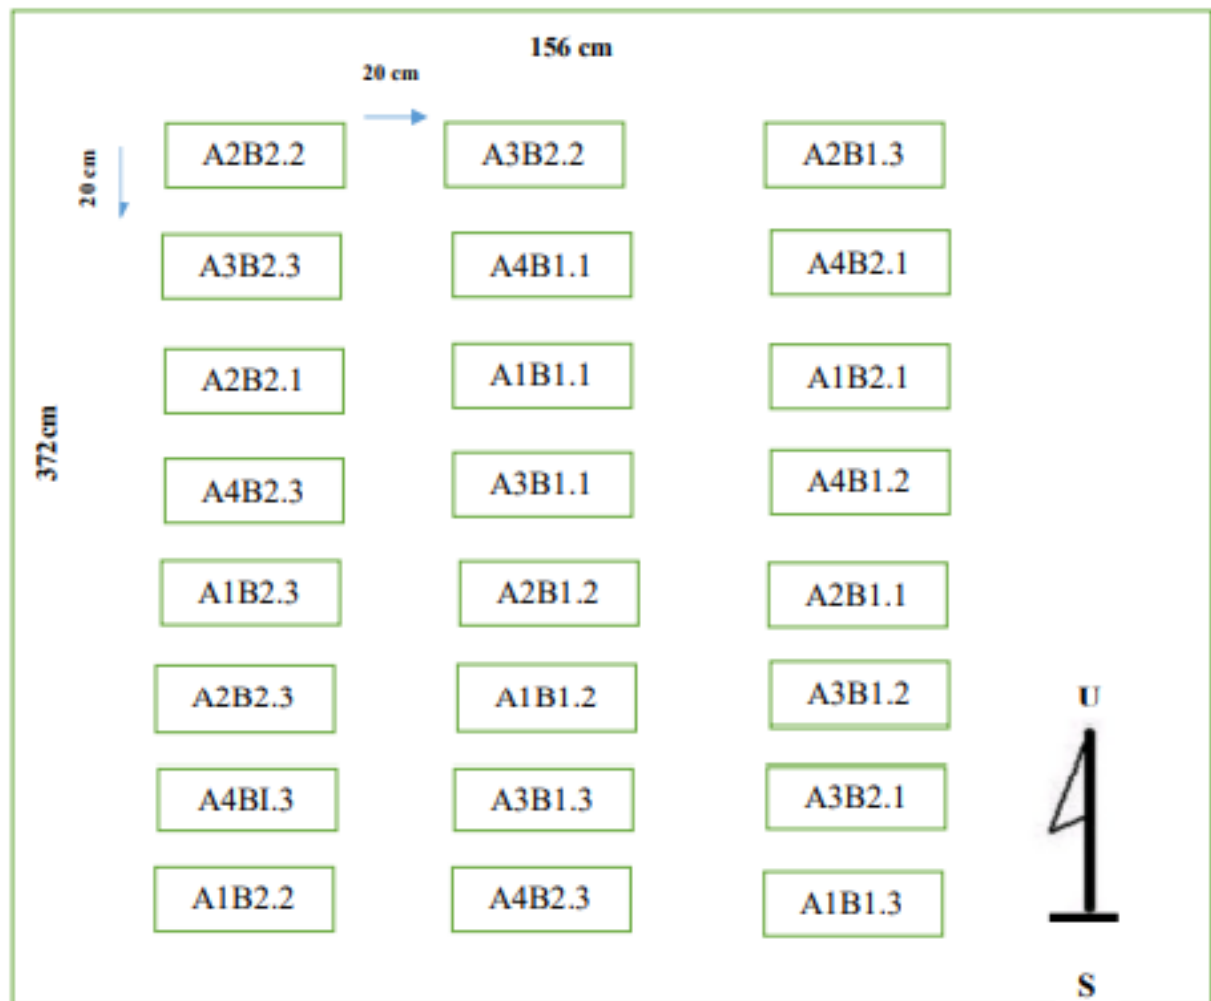 156 cm
20 cm
20 cm
A2B2.2 A3B2.2 A2B1.3
A3B2.3 A4B1.1 A4B2.1
A2B2.1 A1B1.1 A1B2.1
372cm
A4B2.3 A3B1.1 A4B1.2
A1B2.3 A2B1.2 A2B1.1
A2B2.3 A1B1.2 A3B1.2
U
A4BI.3 A3B1.3 A3B2.1
A1B2.2 A4B2.3 A1B1.3
S